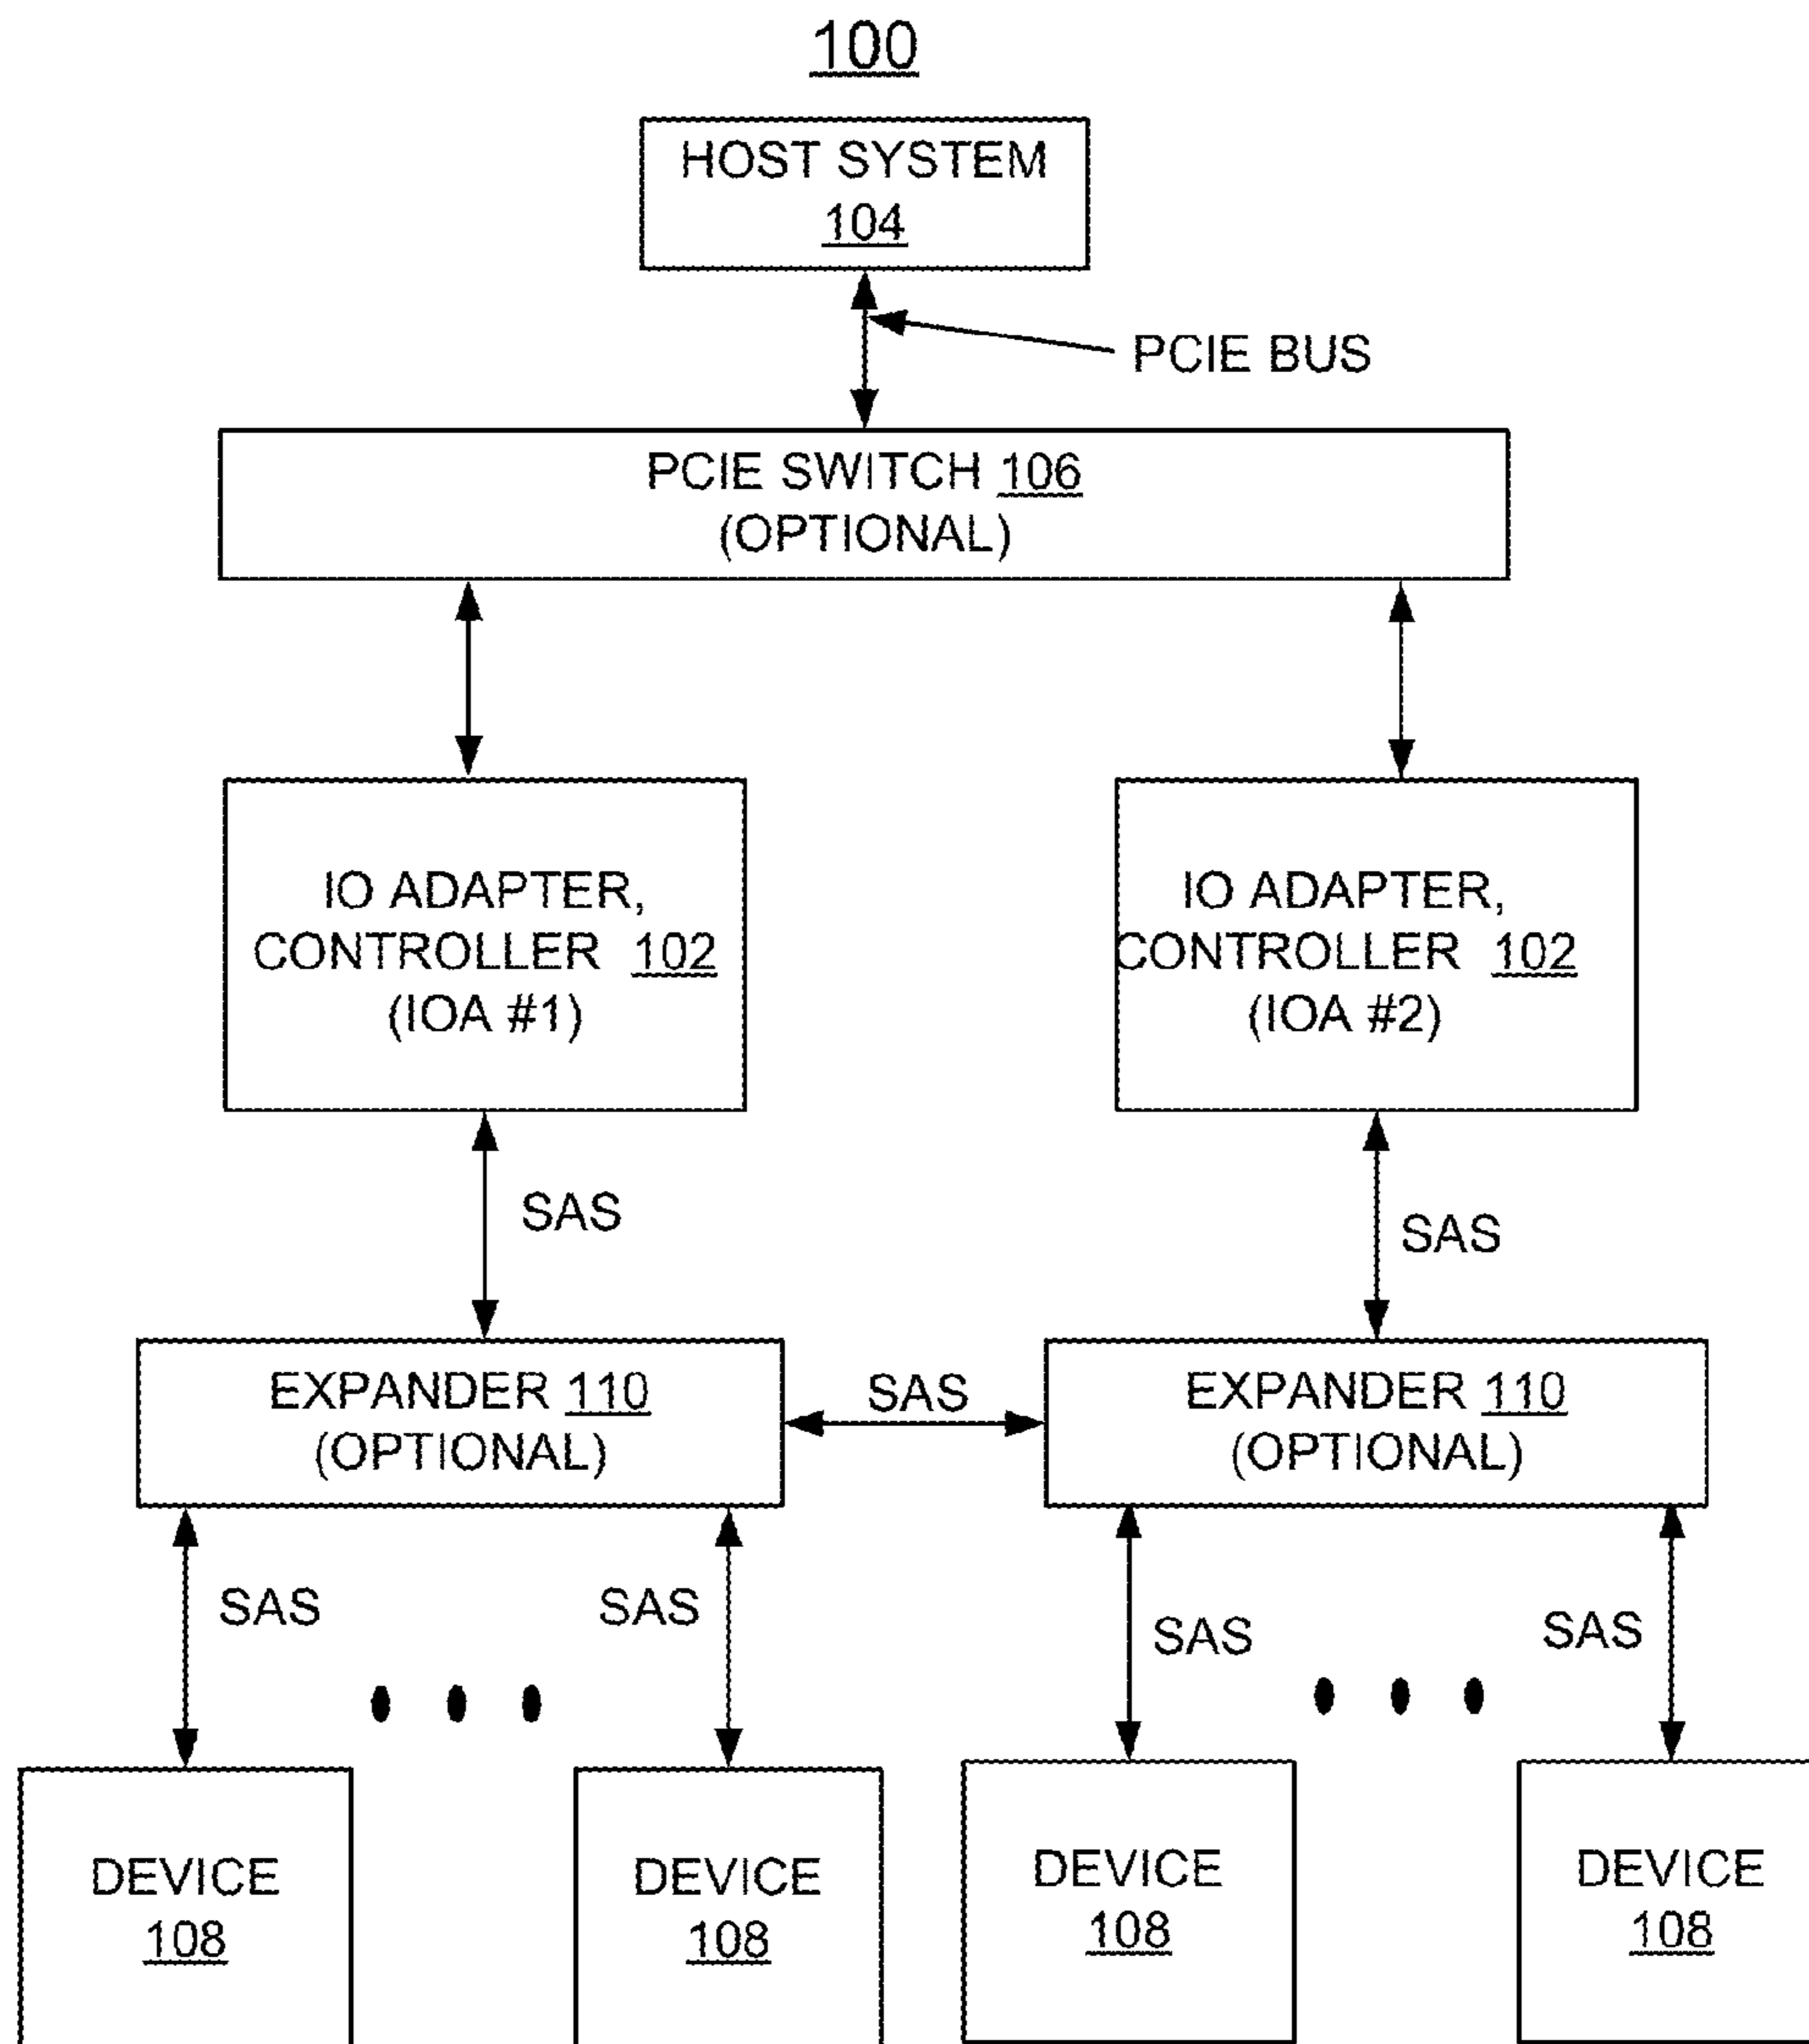 100
HOST SYSTEM
104
PCIE BUS
PCIE SWITCH 106
(OPTIONAL)
IO ADAPTER,
CONTROLLER 102
(IOA #1)
IO ADAPTER,
CONTROLLER 102
(IOA #2)
SAS
SAS
EXPANDER 110
(OPTIONAL)
SAS
EXPANDER 110
(OPTIONAL)
SAS
SAS
SAS
SAS
DEVICE
108
DEVICE
108
DEVICE
108
DEVICE
108